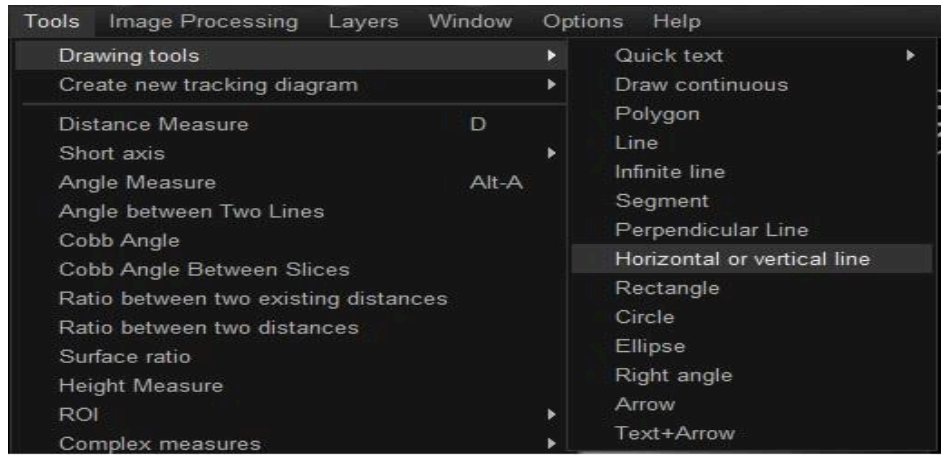 Tools Image Processing Layers Window Options Help
Drawing tools
Create new tracking diagram
Distance Measure D
Short axis
Angle Measure Alt-A
Angle between Two Lines
Cobb Angle
Cobb Angle Between Slices
Ratio between two existing distances
Ratio between two distances
Surface ratio
Height Measure
ROI
Complex measures
Quick text
Draw continuous
Polygon
Line
Infinite line
Segment
Perpendicular Line
Horizontal or vertical line
Rectangle
Circle
Ellipse
Right angle
Arrow
Text+Arrow